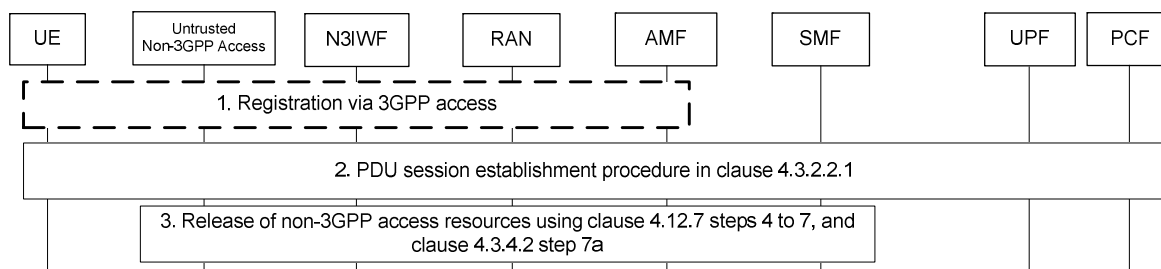 UE
Untrusted
Non-3GPP Access
N3IWF
RAN
AMF
SMF
UPF
PCF
1. Registration via 3GPP access
2. PDU session establishment procedure in clause 4.3.2.2.1
3. Release of non-3GPP access resources using clause 4.12.7 steps 4 to 7, and
clause 4.3.4.2 step 7a